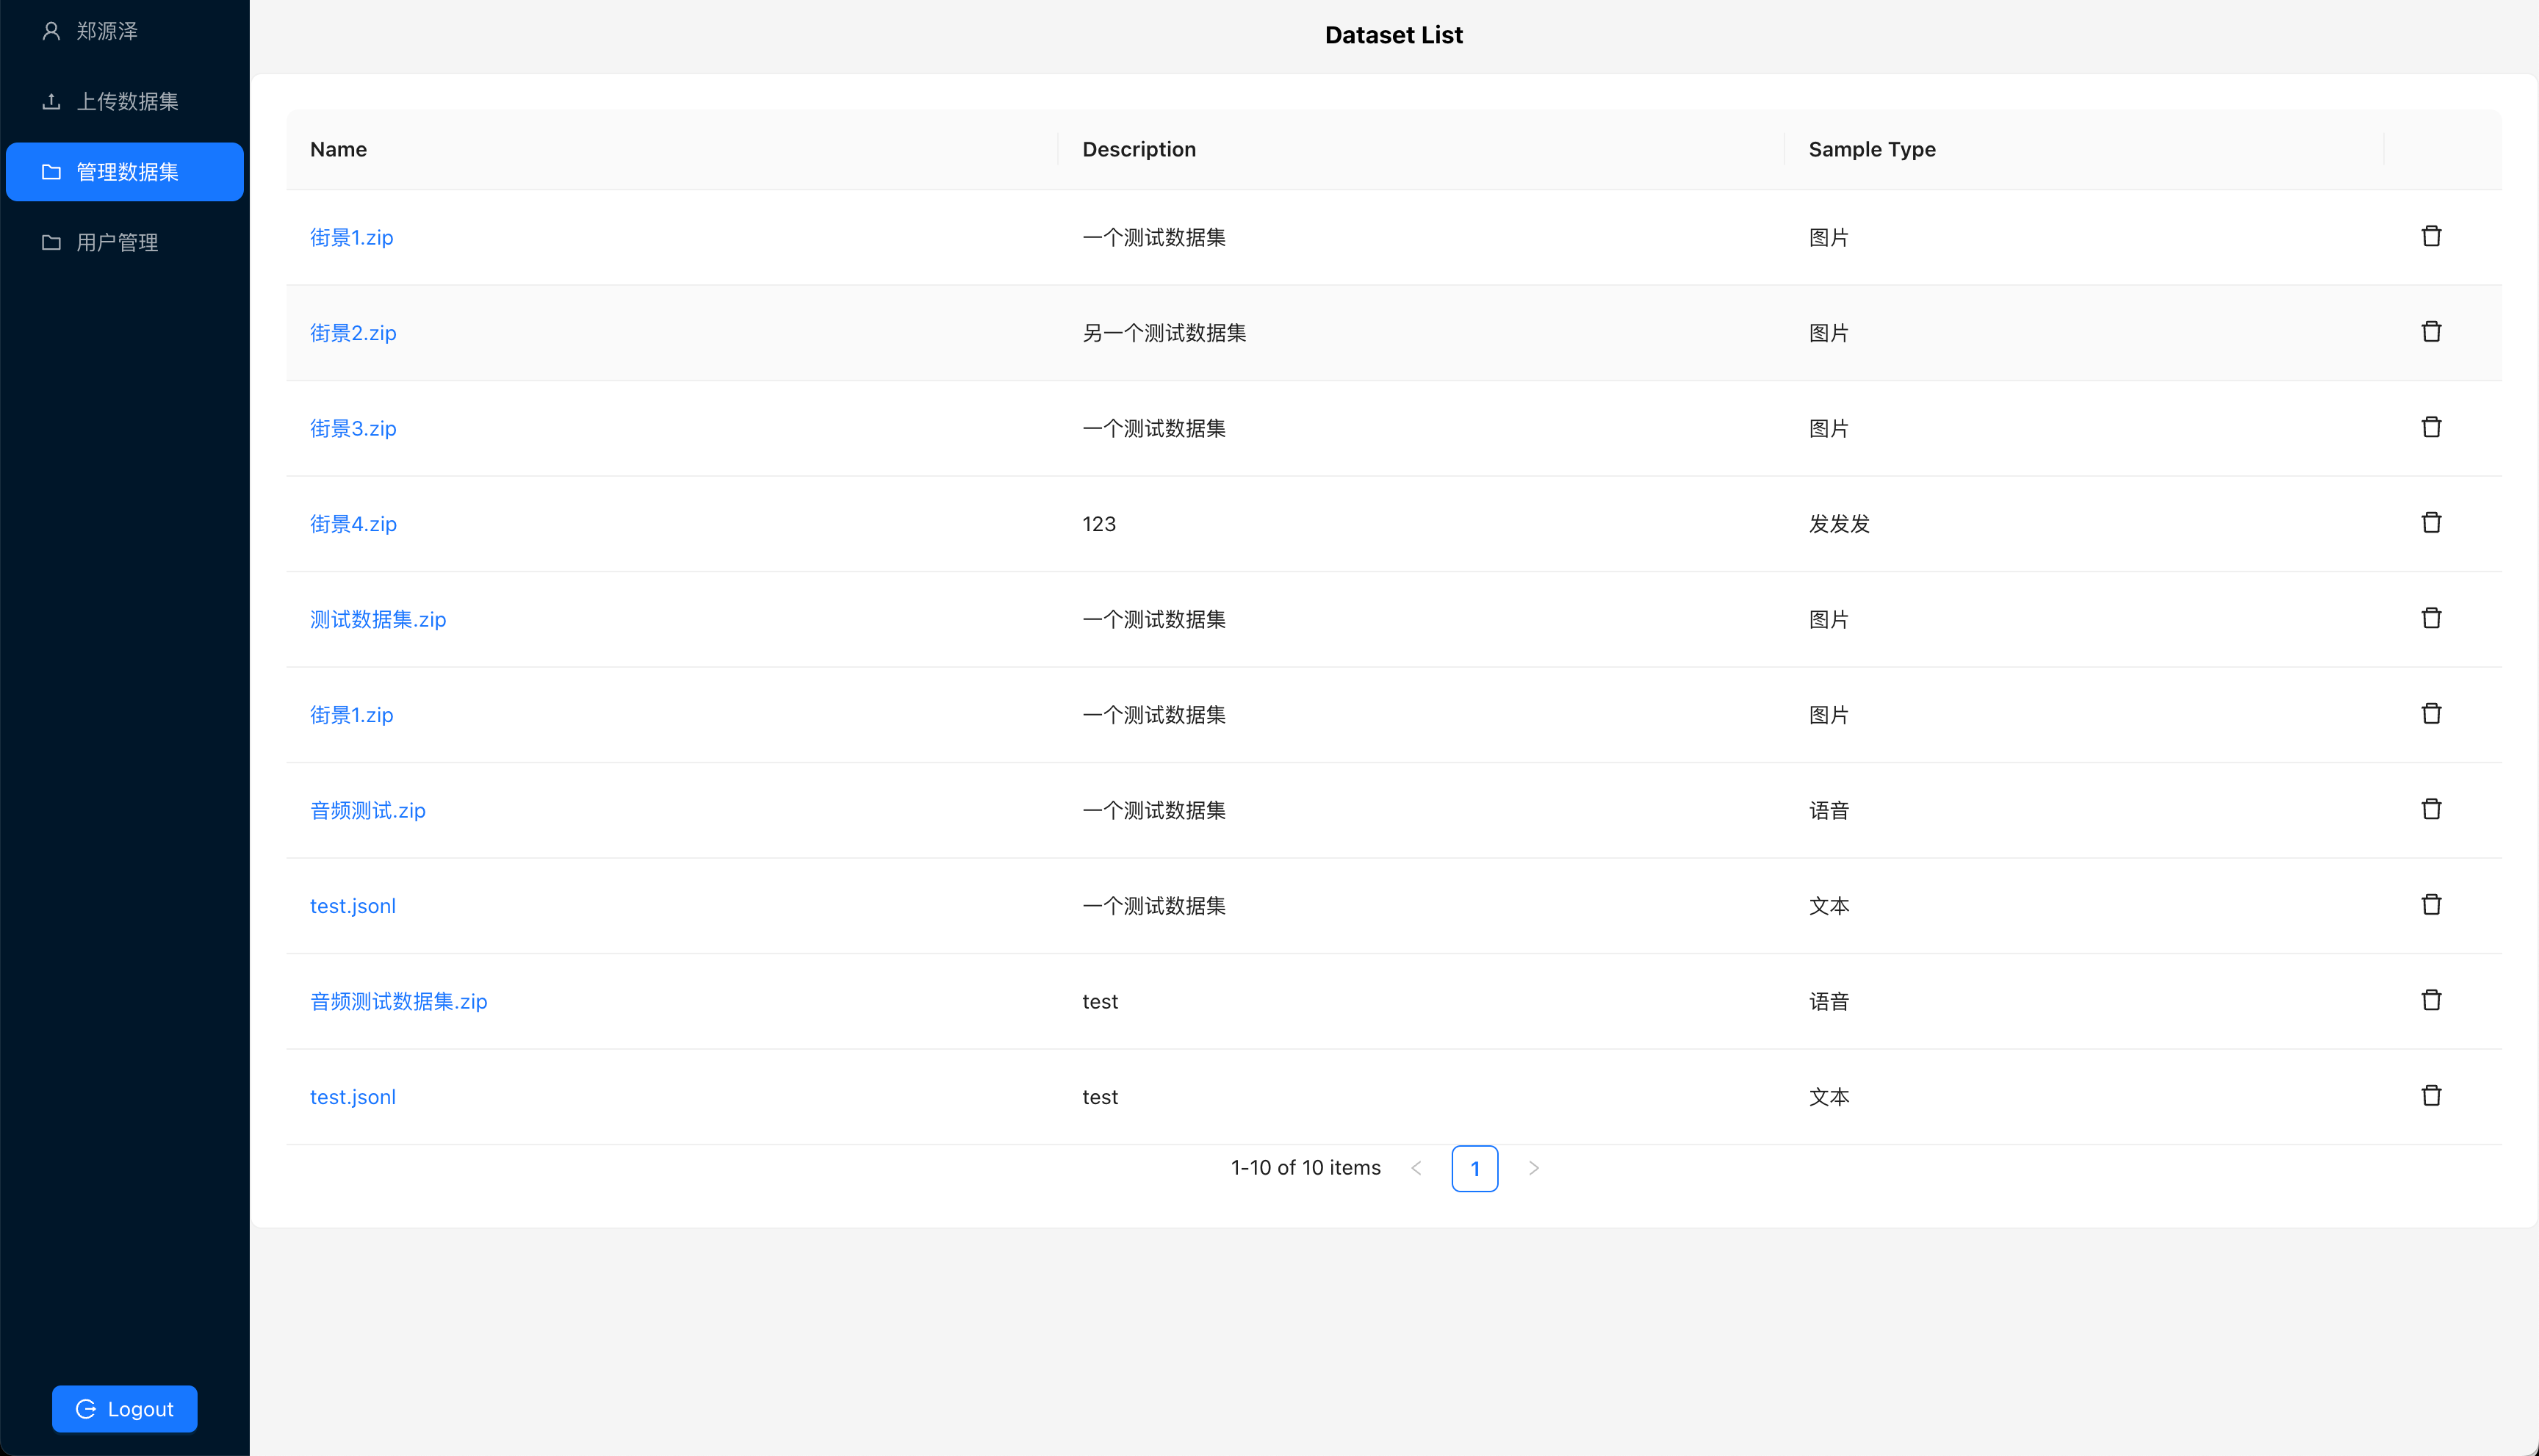 郑源泽
上传数据集
管理数据集
用户管理
Logout
Dataset List
Name Description Sample Type
街景1.zip 一个测试数据集 图片
街景2.zip 另一个测试数据集 图片
街景3.zip 一个测试数据集 图片
街景4.zip 123 发发发
测试数据集.zip 一个测试数据集 图片
街景1.zip 一个测试数据集 图片
音频测试.zip 一个测试数据集 语音
test.jsonl 一个测试数据集 文本
音频测试数据集.zip test 语音
test.jsonl test 文本
1-10 of 10 items < 1 >